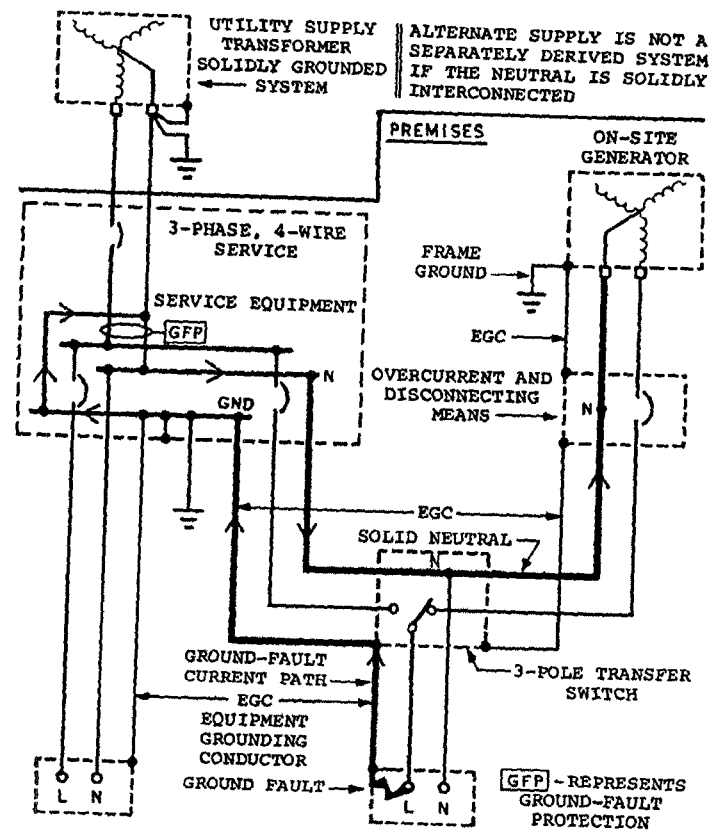 UTILITY SUPPLY
TRANSFORMER
SOLIDLY GROUNDED
SYSTEM
ALTERNATE SUPPLY IS NOT A
SEPARATELY DERIVED SYSTEM
IF THE NEUTRAL IS SOLIDLY
INTERCONNECTED
PREMISES
ON-SITE
GENERATOR
3-PHASE, 4-WIRE
SERVICE
FRAME
GROUND
SERVICE EQUIPMENT
GFP
EGC
N
OVERCURRENT AND
DISCONNECTING
MEANS
N
GND
EGC
SOLID NEUTRAL
N
GROUND-FAULT
CURRENT PATH
3-POLE TRANSFER
SWITCH
EGC
EQUIPMENT
GROUNDING
CONDUCTOR
GROUND FAULT
L N
L N
GFP -REPRESENTS
GROUND-FAULT
PROTECTION